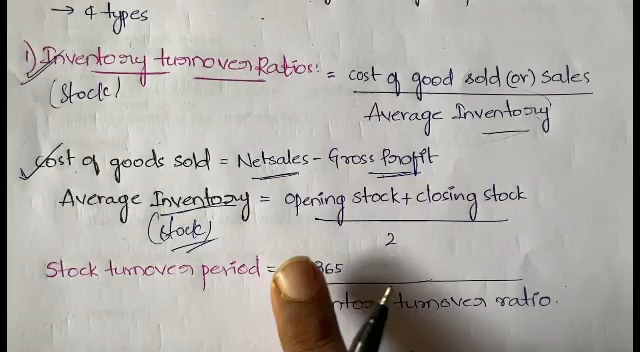 → 4 types
1) Inventory turnover Ratios: = cost of good sold (or) sales
(Stock)
Average Inventory
cost of goods sold = Netsales - Gross Profit
Average Inventory = opening stock + closing stock
(stock)
2
Stock turnover period = 365
turnover ratio.